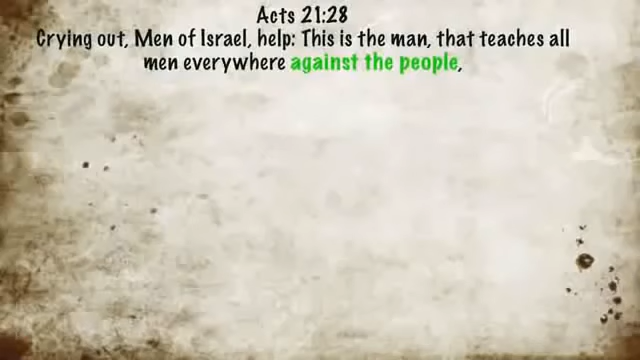 Acts 21:28
Crying out, Men of Israel, help: This is the man, that teaches all
men everywhere against the people,